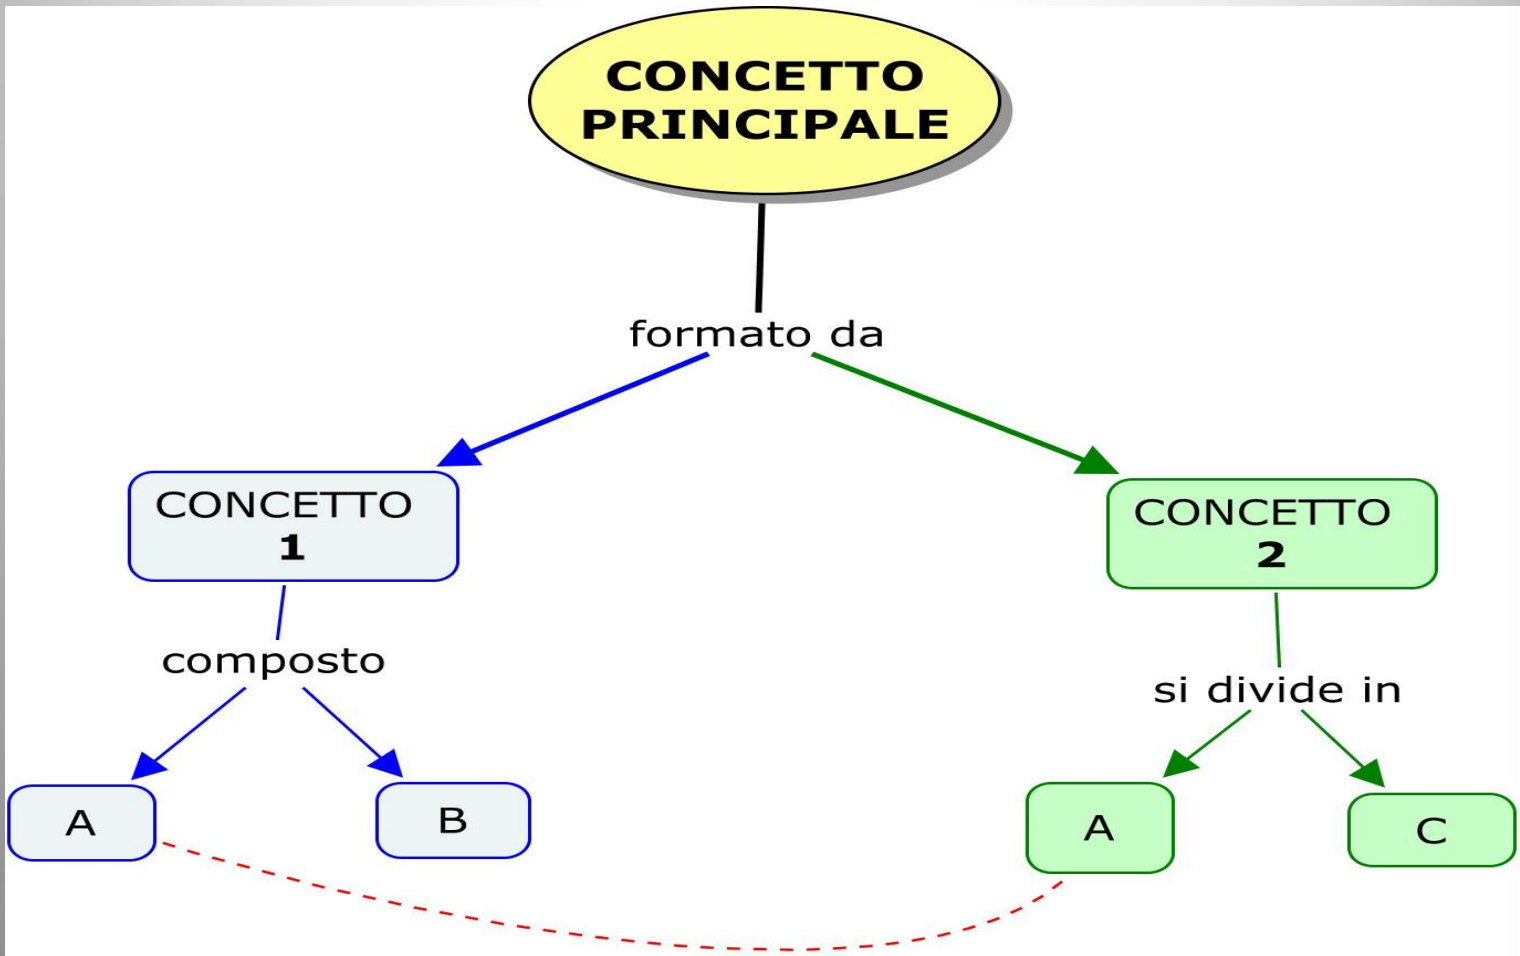 CONCETTO
PRINCIPALE
formato da
CONCETTO
1
CONCETTO
2
composto
si divide in
A
B
A
C